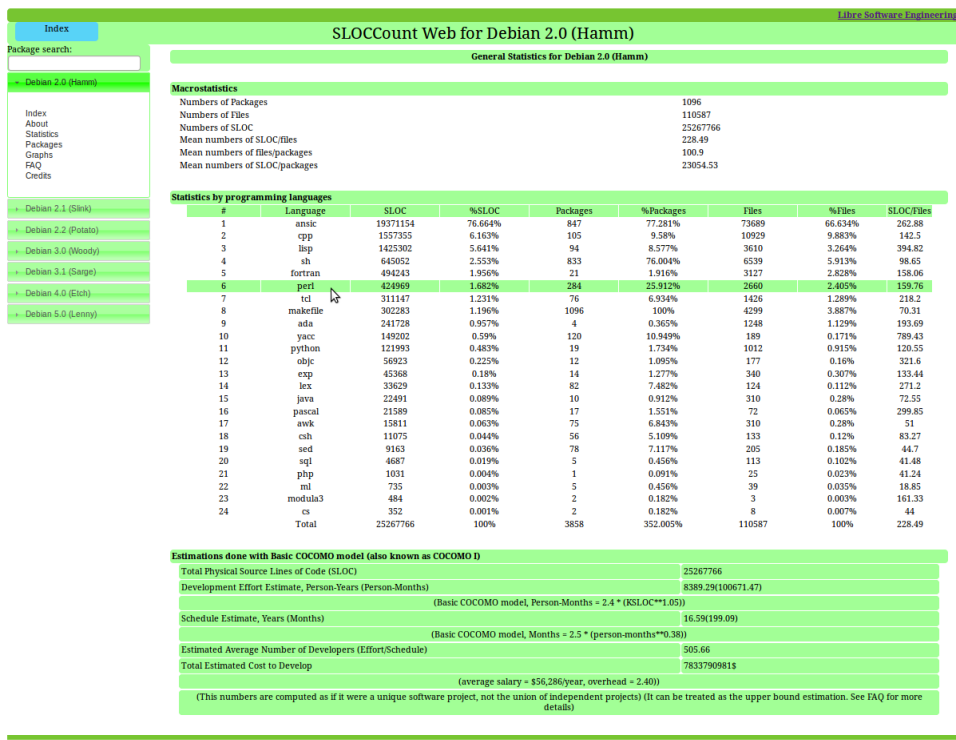 Libre Software Engineering
Index
SLOCCount Web for Debian 2.0 (Hamm)
Package search:
Debian 2.0 (Hamm)
Index
About
Statistics
Packages
Graphs
FAQ
Credits
Debian 2.1 (Slink)
Debian 2.2 (Potato)
Debian 3.0 (Woody)
Debian 3.1 (Sarge)
Debian 4.0 (Etch)
Debian 5.0 (Lenny)
General Statistics for Debian 2.0 (Hamm)
Macrostatistics
Numbers of Packages 1096
Numbers of Files 110587
Numbers of SLOC 25267766
Mean numbers of SLOC/files 228.49
Mean numbers of files/packages 100.9
Mean numbers of SLOC/packages 23054.53
Statistics by programming languages
# Language SLOC %SLOC Packages %Packages Files %Files SLOC/Files
1 ansic 19371154 76.664% 847 77.281% 73689 66.634% 262.88
2 cpp 1557355 6.163% 105 9.58% 10929 9.883% 142.5
3 lisp 1425302 5.641% 94 8.577% 3610 3.264% 394.82
4 sh 645052 2.553% 833 76.004% 6539 5.913% 98.65
5 fortran 494243 1.956% 21 1.916% 3127 2.828% 158.06
6 perl 424969 1.682% 284 25.912% 2660 2.405% 159.76
7 tcl 311147 1.231% 76 6.934% 1426 1.289% 218.2
8 makefile 302283 1.196% 1096 100% 4299 3.887% 70.31
9 ada 241728 0.957% 4 0.365% 1248 1.129% 193.69
10 yacc 149202 0.59% 120 10.949% 189 0.171% 789.43
11 python 121993 0.483% 19 1.734% 1012 0.915% 120.55
12 objc 56923 0.225% 12 1.095% 177 0.16% 321.6
13 exp 45368 0.18% 14 1.277% 340 0.307% 133.44
14 lex 33629 0.133% 82 7.482% 124 0.112% 271.2
15 java 22491 0.089% 10 0.912% 310 0.28% 72.55
16 pascal 21589 0.085% 17 1.551% 72 0.065% 299.85
17 awk 15811 0.063% 75 6.843% 310 0.28% 51
18 csh 11075 0.044% 56 5.109% 133 0.12% 83.27
19 sed 9163 0.036% 78 7.117% 205 0.185% 44.7
20 sql 4687 0.019% 5 0.456% 113 0.102% 41.48
21 php 1031 0.004% 1 0.091% 25 0.023% 41.24
22 ml 735 0.003% 5 0.456% 39 0.035% 18.85
23 modula3 484 0.002% 2 0.182% 3 0.003% 161.33
24 cs 352 0.001% 2 0.182% 8 0.007% 44
Total 25267766 100% 3858 352.005% 110587 100% 228.49
Estimations done with Basic COCOMO model (also known as COCOMO I)
Total Physical Source Lines of Code (SLOC) 25267766
Development Effort Estimate, Person-Years (Person-Months) 8389.29(100671.47)
(Basic COCOMO model, Person-Months = 2.4 * (KSLOC**1.05))
Schedule Estimate, Years (Months) 16.59(199.09)
(Basic COCOMO model, Months = 2.5 * (person-months**0.38))
Estimated Average Number of Developers (Effort/Schedule) 505.66
Total Estimated Cost to Develop 7833790981$
(average salary = $56,286/year, overhead = 2.40))
(This numbers are computed as if it were a unique software project, not the union of independent projects) (It can be treated as the upper bound estimation. See FAQ for more
details)